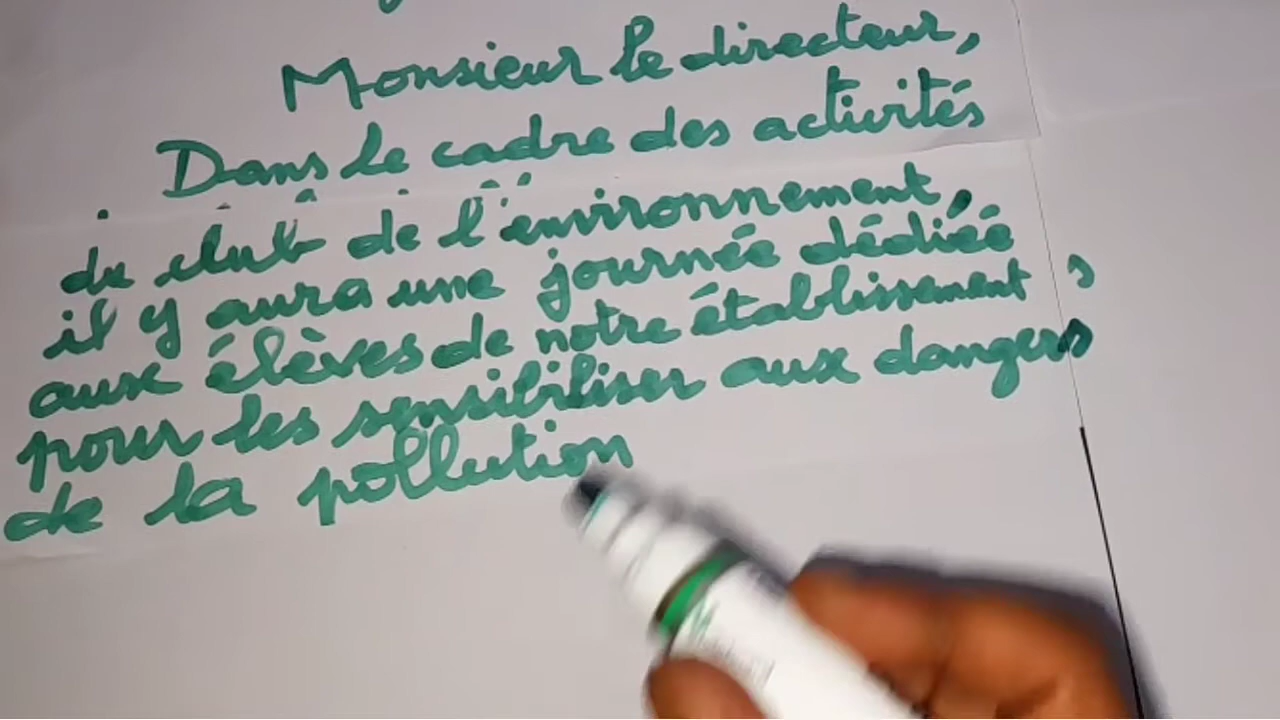 Monsieur le directeur,
Dans le cadre des activités
du club de l'environnement,
il y aura une journée dédiée
aux élèves de notre établissement,
pour les sensibiliser aux dangers
de la pollution